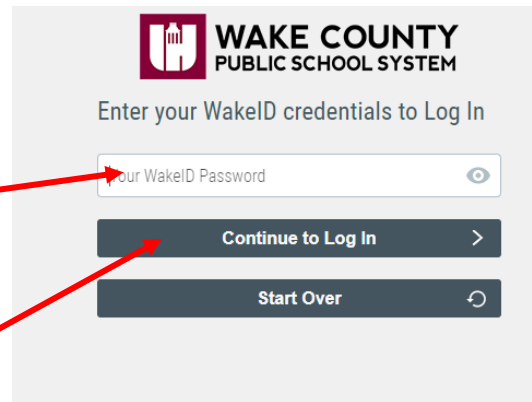 WAKE COUNTY
PUBLIC SCHOOL SYSTEM
Enter your WakeID credentials to Log In
Your WakeID Password
Continue to Log In
Start Over